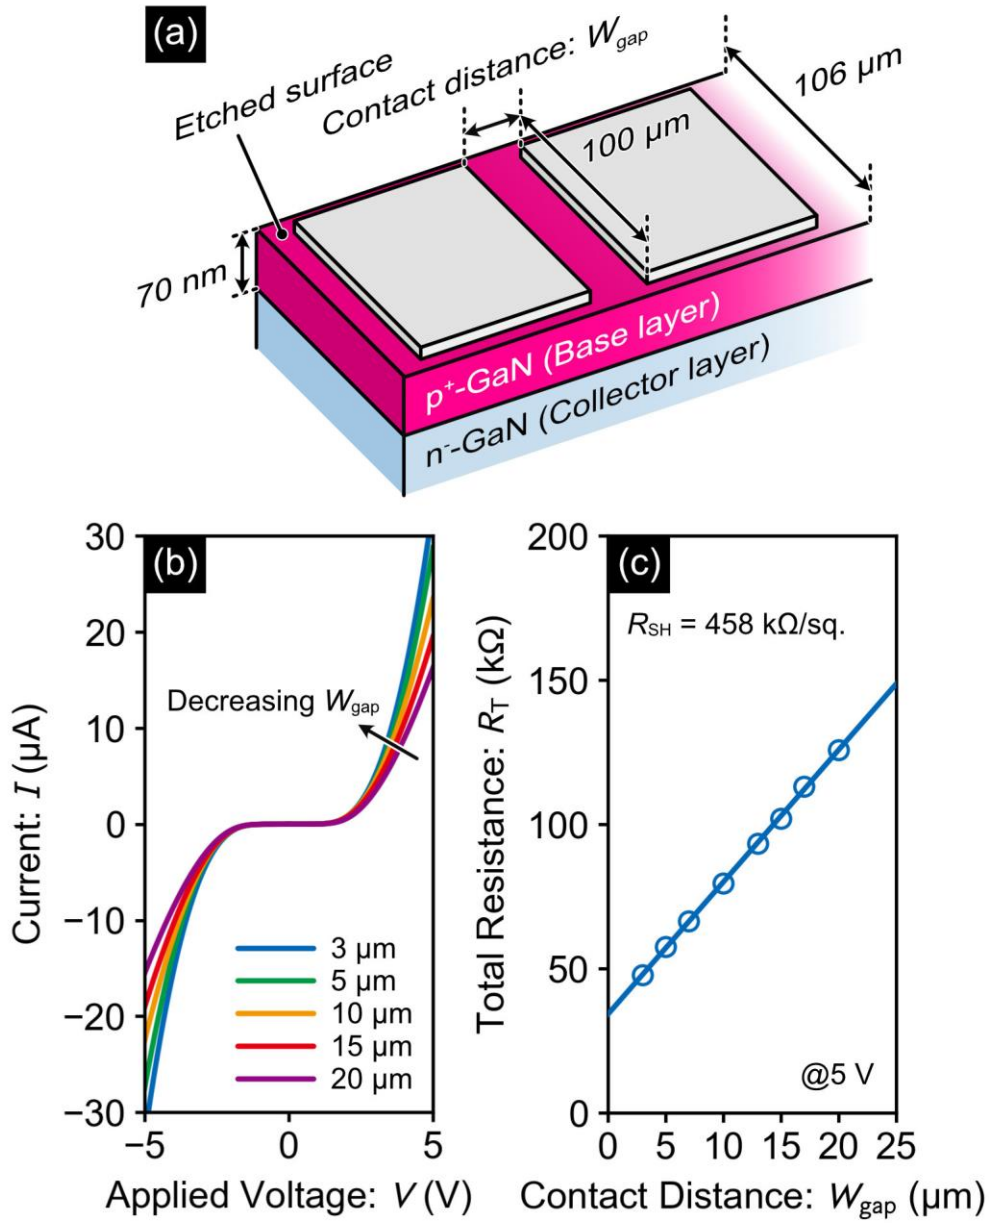 (a)
Etched surface
Contact distance: Wgap
106 μm
100 μm
70 nm
p⁺-GaN (Base layer)
n⁻-GaN (Collector layer)
(b)
30
20
10
0
−10
−20
−30
Current: I (μA)
Decreasing Wgap
3 μm
5 μm
10 μm
15 μm
20 μm
−5
0
5
Applied Voltage: V (V)
(c)
200
150
100
50
0
Total Resistance: RT (kΩ)
RSH = 458 kΩ/sq.
@5 V
0
5
10
15
20
25
Contact Distance: Wgap (μm)